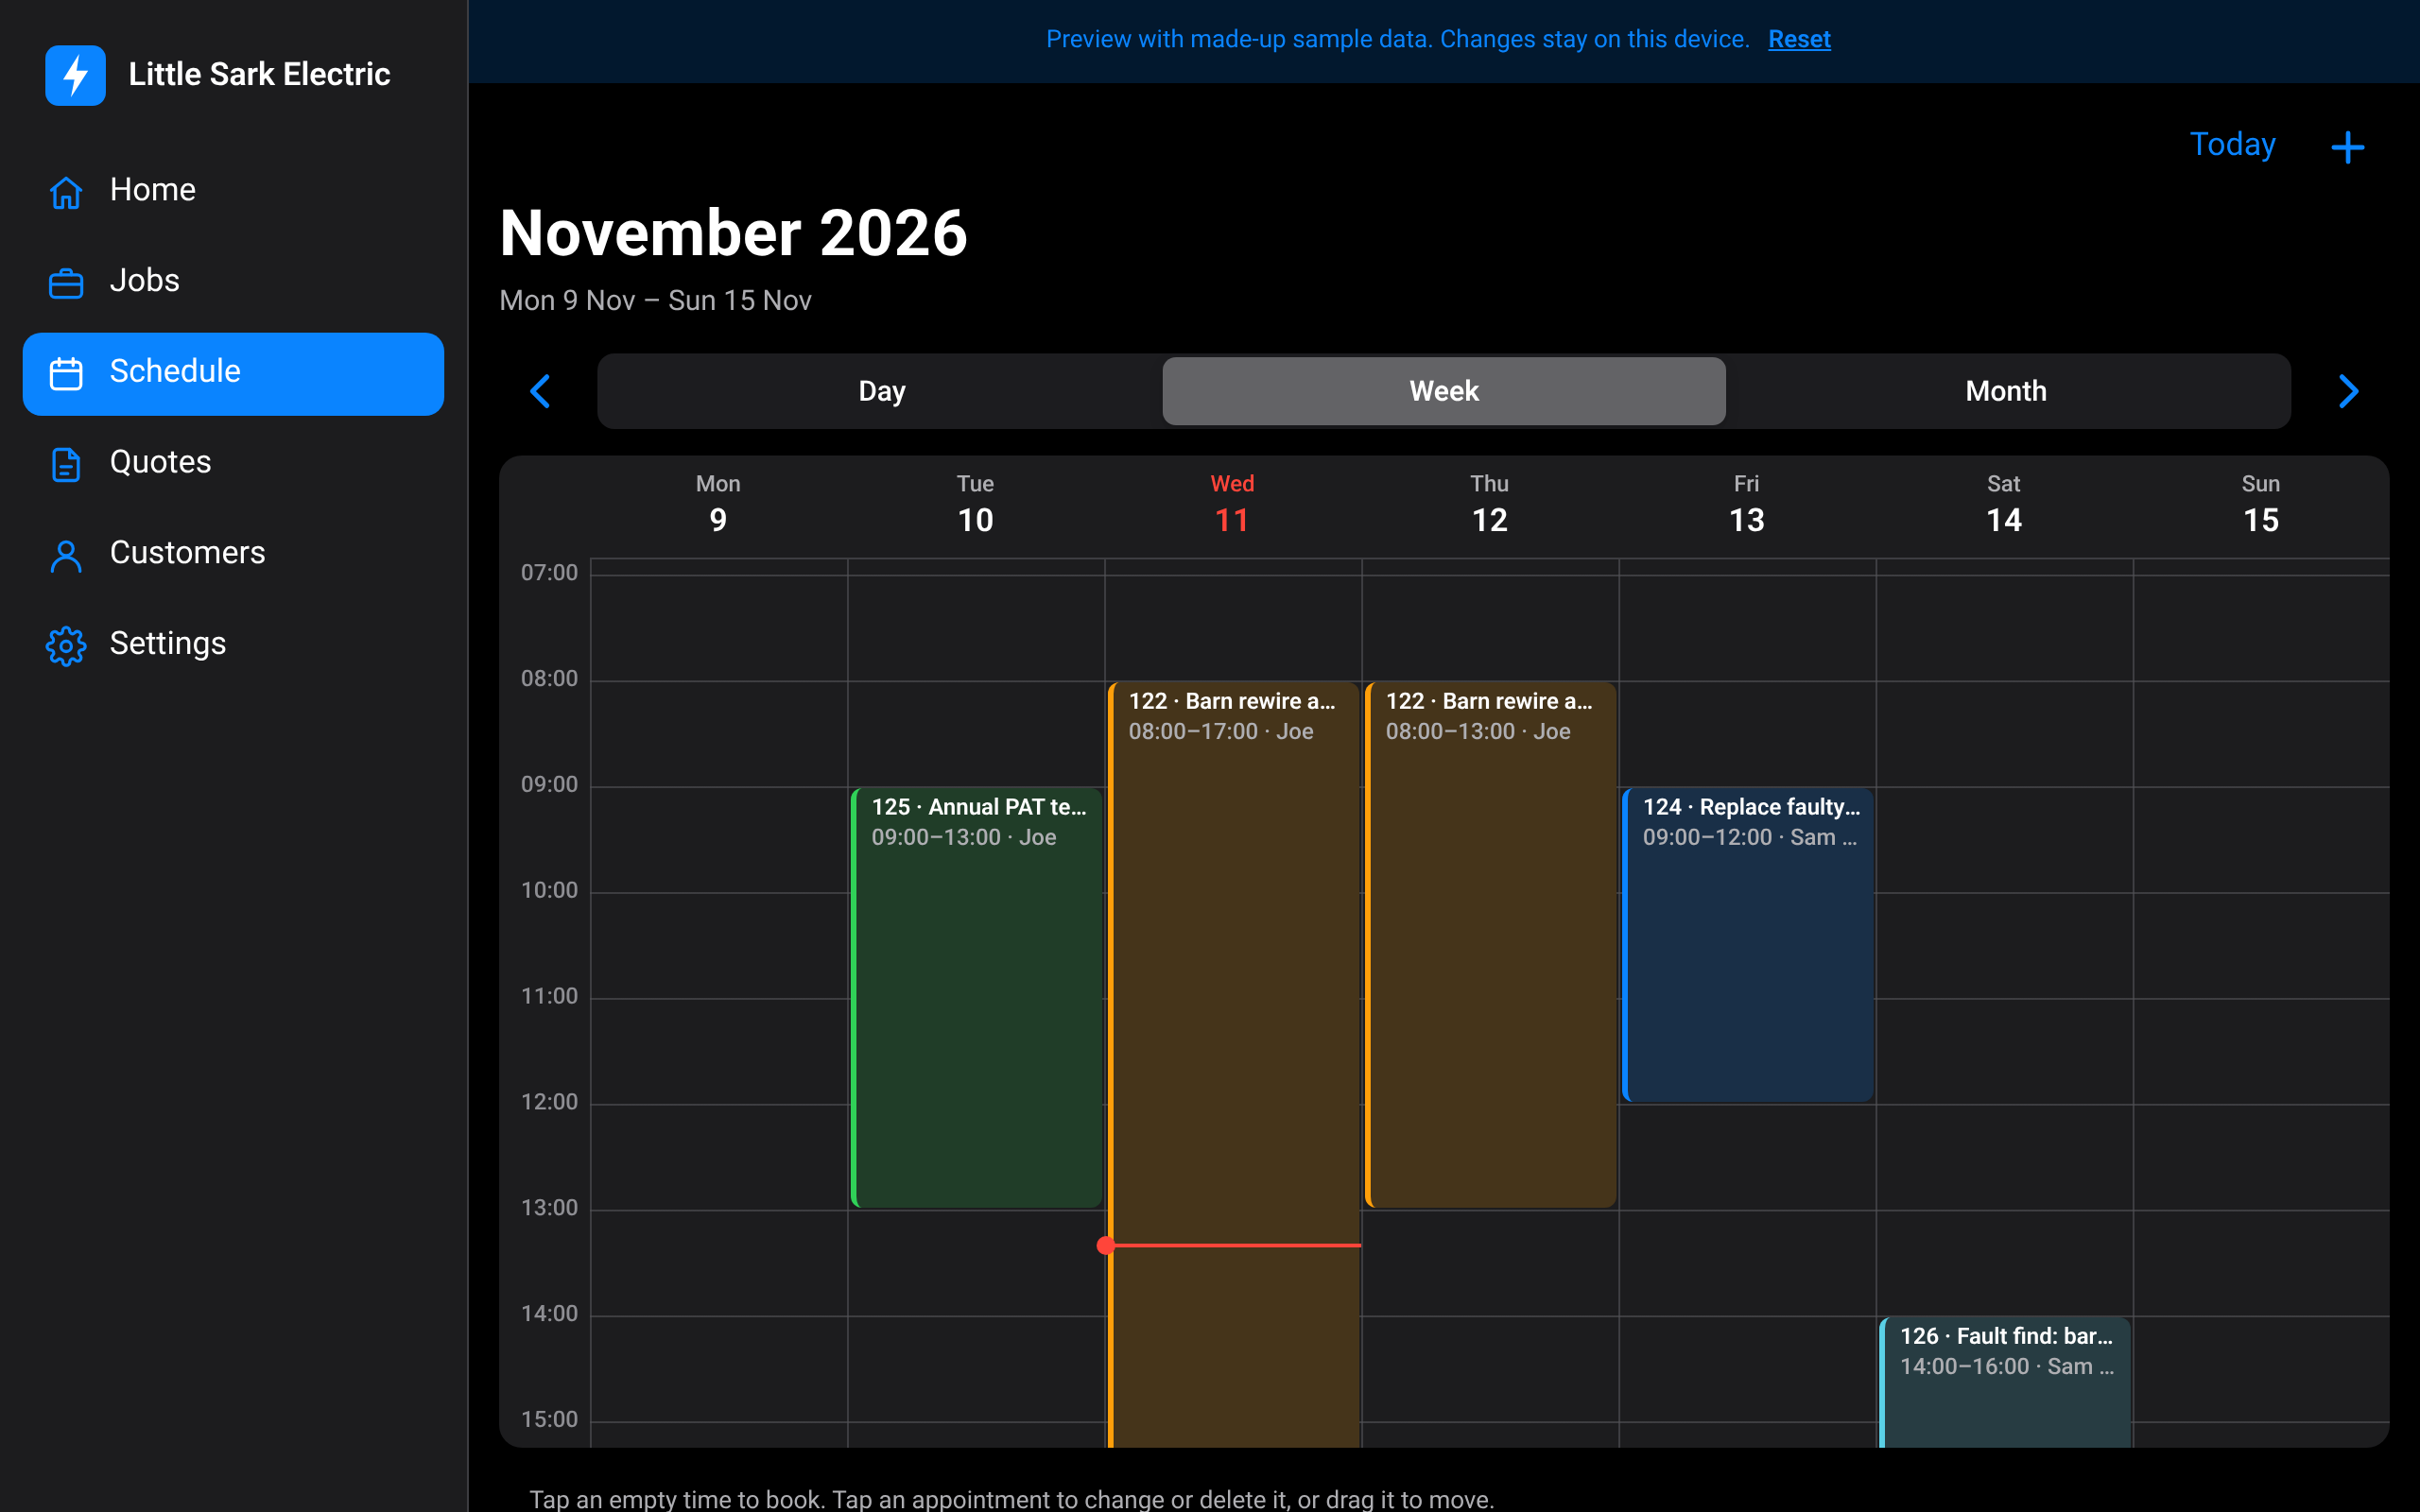 Little Sark Electric
Home
Jobs
Schedule
Quotes
Customers
Settings
Preview with made-up sample data. Changes stay on this device. Reset
Today
November 2026
Mon 9 Nov – Sun 15 Nov
Day Week Month
Mon Tue Wed Thu Fri Sat Sun
9 10 11 12 13 14 15
07:00
08:00
122 · Barn rewire a...
08:00–17:00 · Joe
122 · Barn rewire a...
08:00–13:00 · Joe
09:00
125 · Annual PAT te...
09:00–13:00 · Joe
124 · Replace faulty...
09:00–12:00 · Sam ...
10:00
11:00
12:00
13:00
14:00
126 · Fault find: bar...
14:00–16:00 · Sam ...
15:00
Tap an empty time to book. Tap an appointment to change or delete it, or drag it to move.